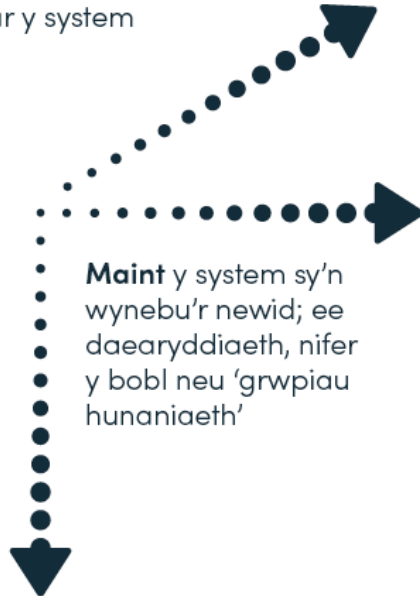 y system
Maint y system sy’n
wynebu’r newid; ee
daearyddiaeth, nifer
y bobl neu ‘grwpiau
hunaniaeth’